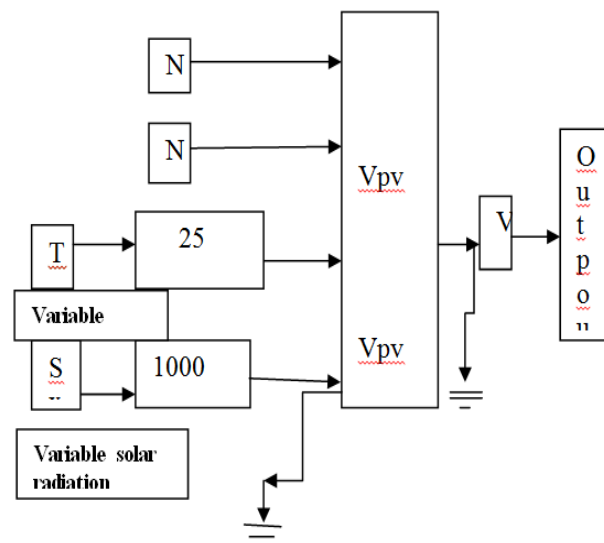 N
N
Vpv
T
25
V
Variable
Vpv
S
1000
Variable solar
radiation
O
u
t
p
o